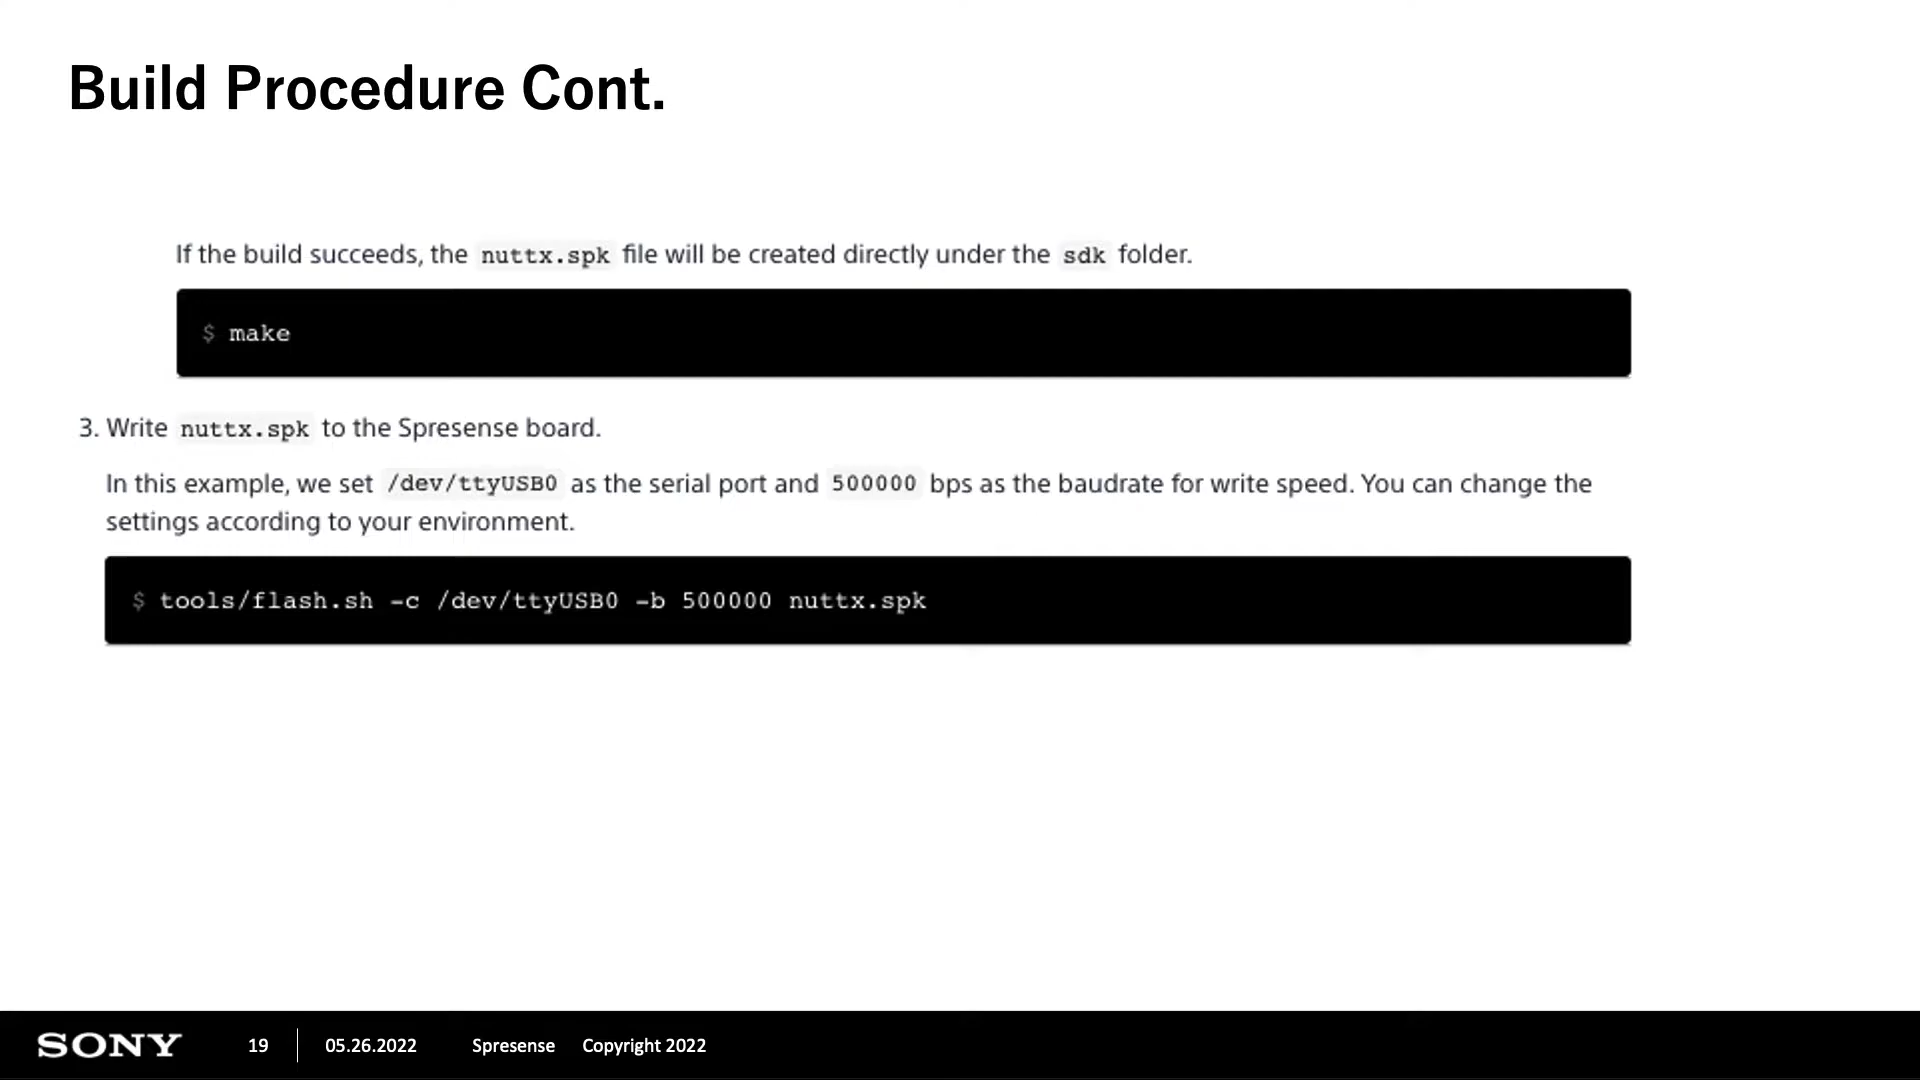 Build Procedure Cont.
If the build succeeds, the nuttx.spk file will be created directly under the sdk folder.
$ make
3. Write nuttx.spk to the Spresense board.
In this example, we set /dev/ttyUSB0 as the serial port and 500000 bps as the baudrate for write speed. You can change the
settings according to your environment.
$ tools/flash.sh -c /dev/ttyUSB0 -b 500000 nuttx.spk
SONY 19 05.26.2022 Spresense Copyright 2022